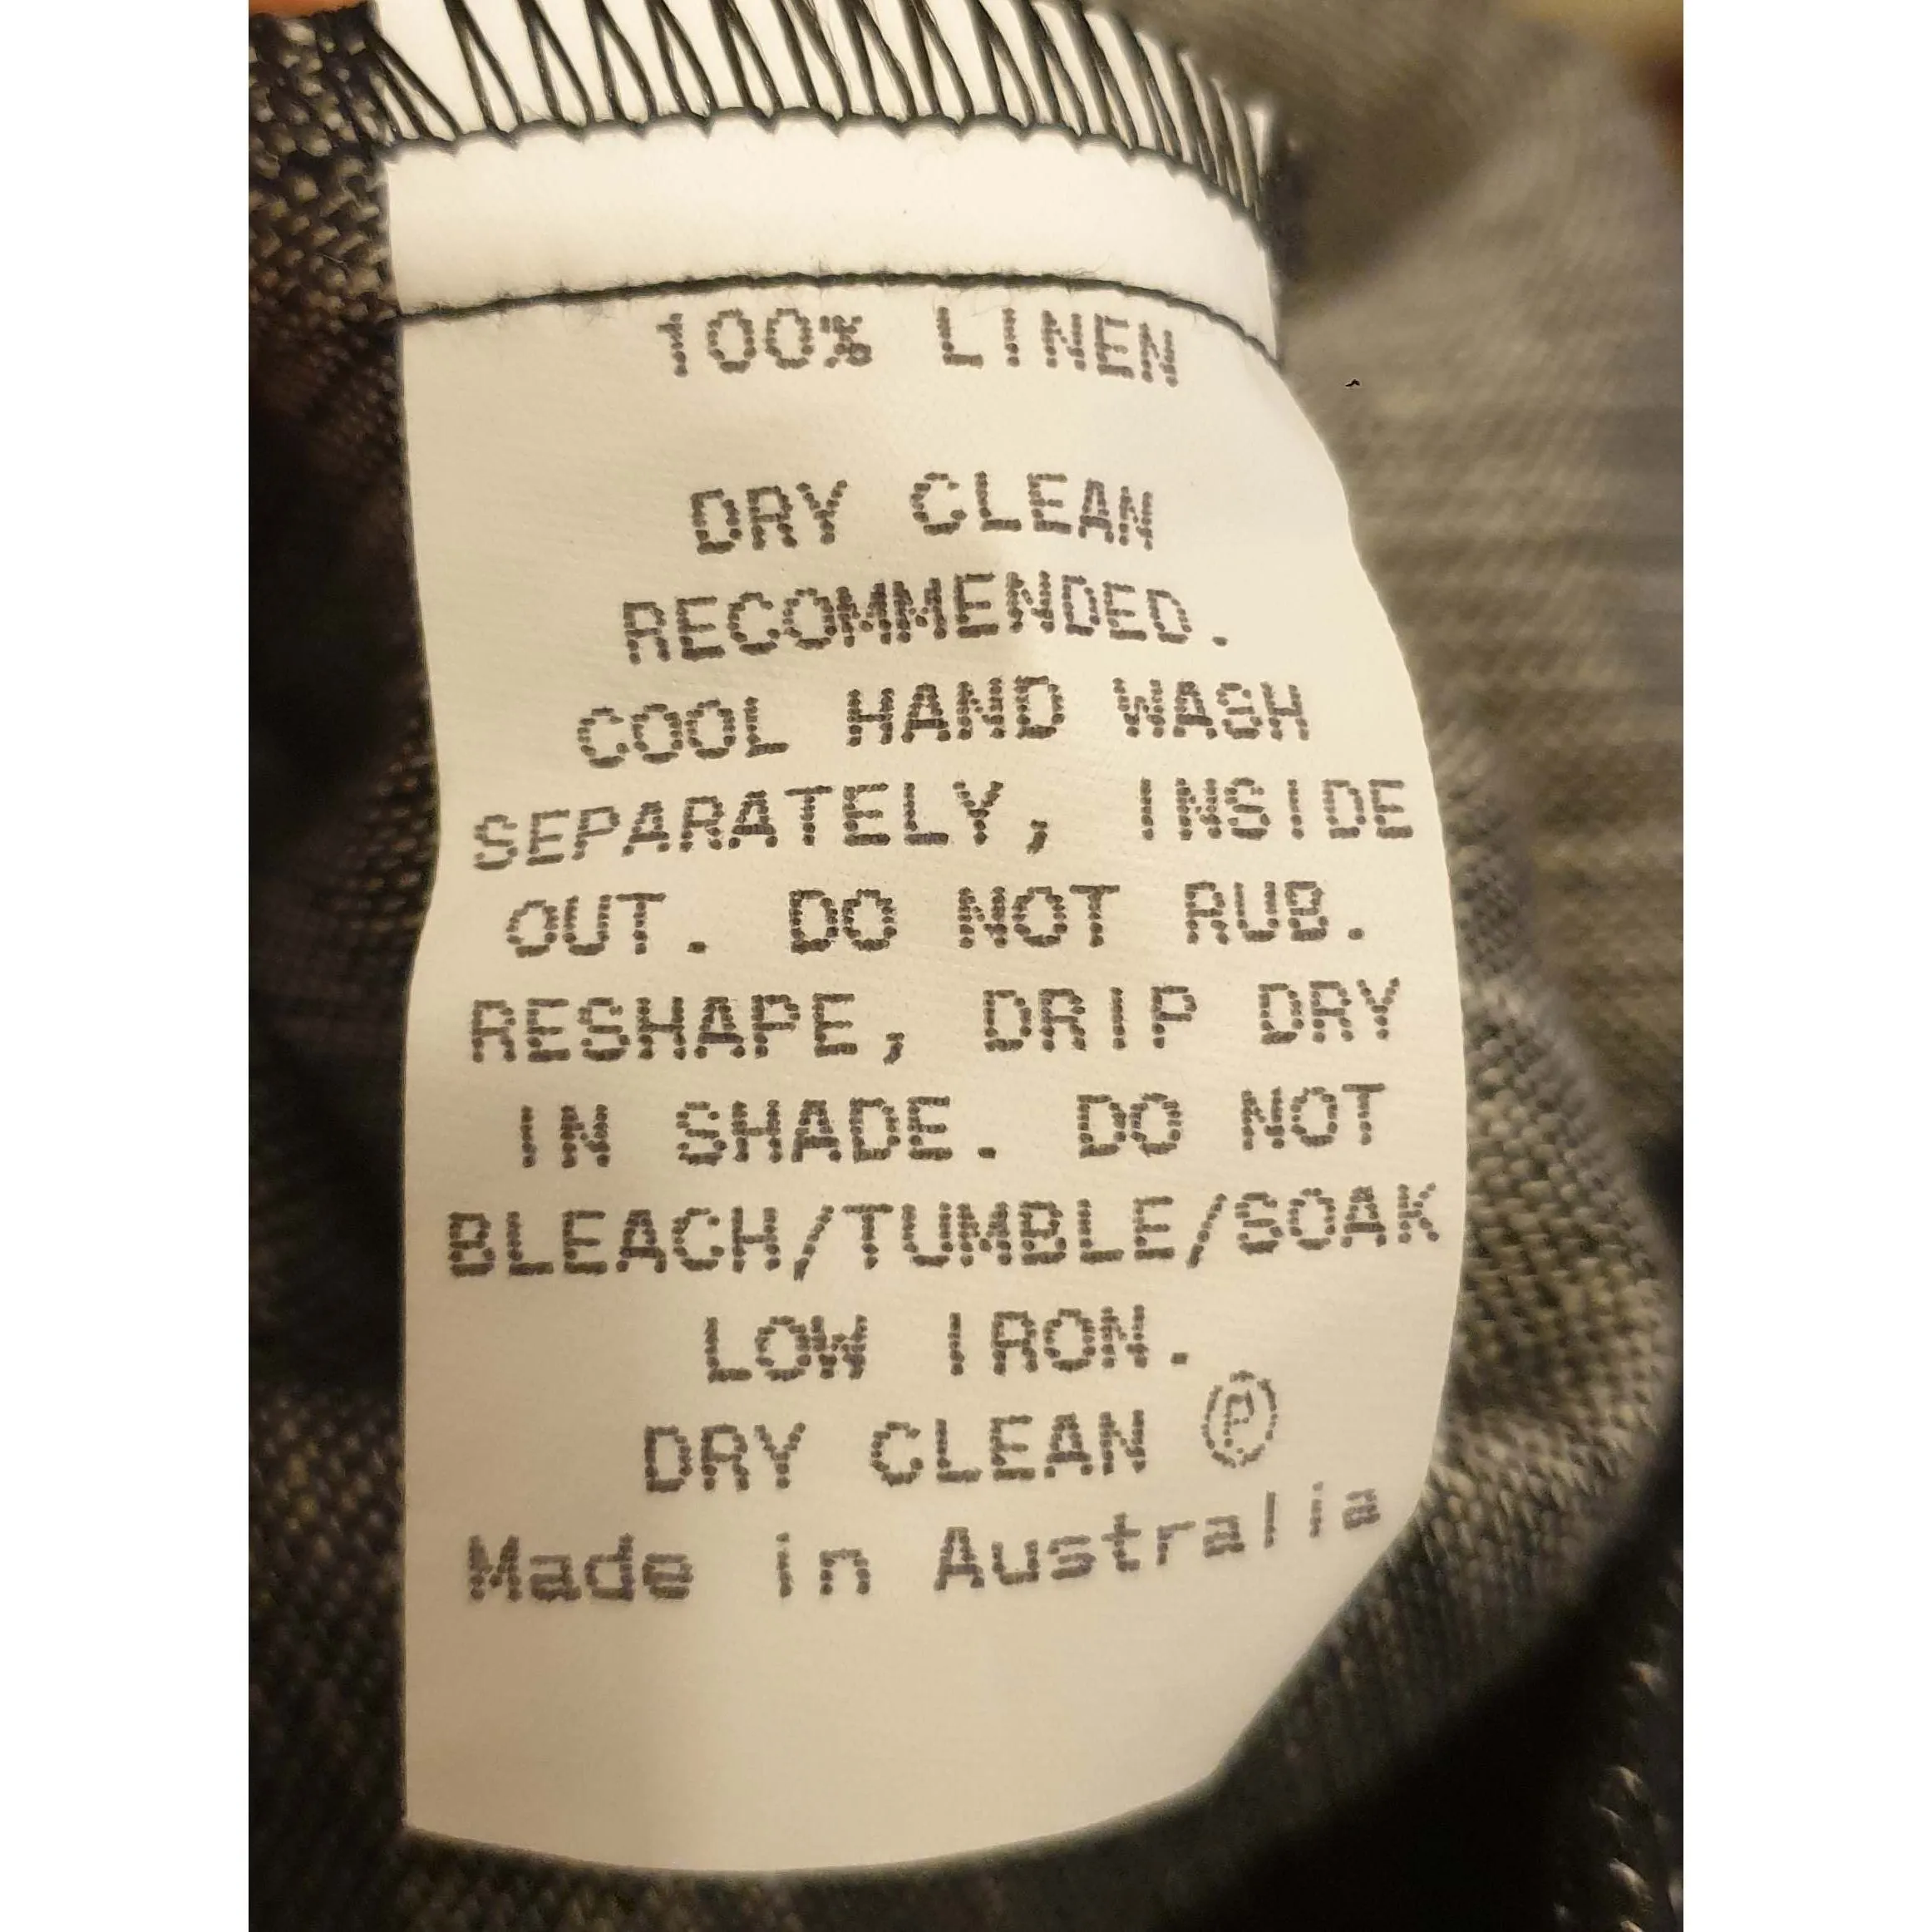 100% LINEN
DRY CLEAN
RECOMMENDED.
COOL HAND WASH
SEPARATELY, INSIDE
OUT. DO NOT RUB.
RESHAPE, DRIP DRY
IN SHADE. DO NOT
BLEACH/TUMBLE/SOAK
LOW IRON.
DRY CLEAN Ⓟ
Made in Australia